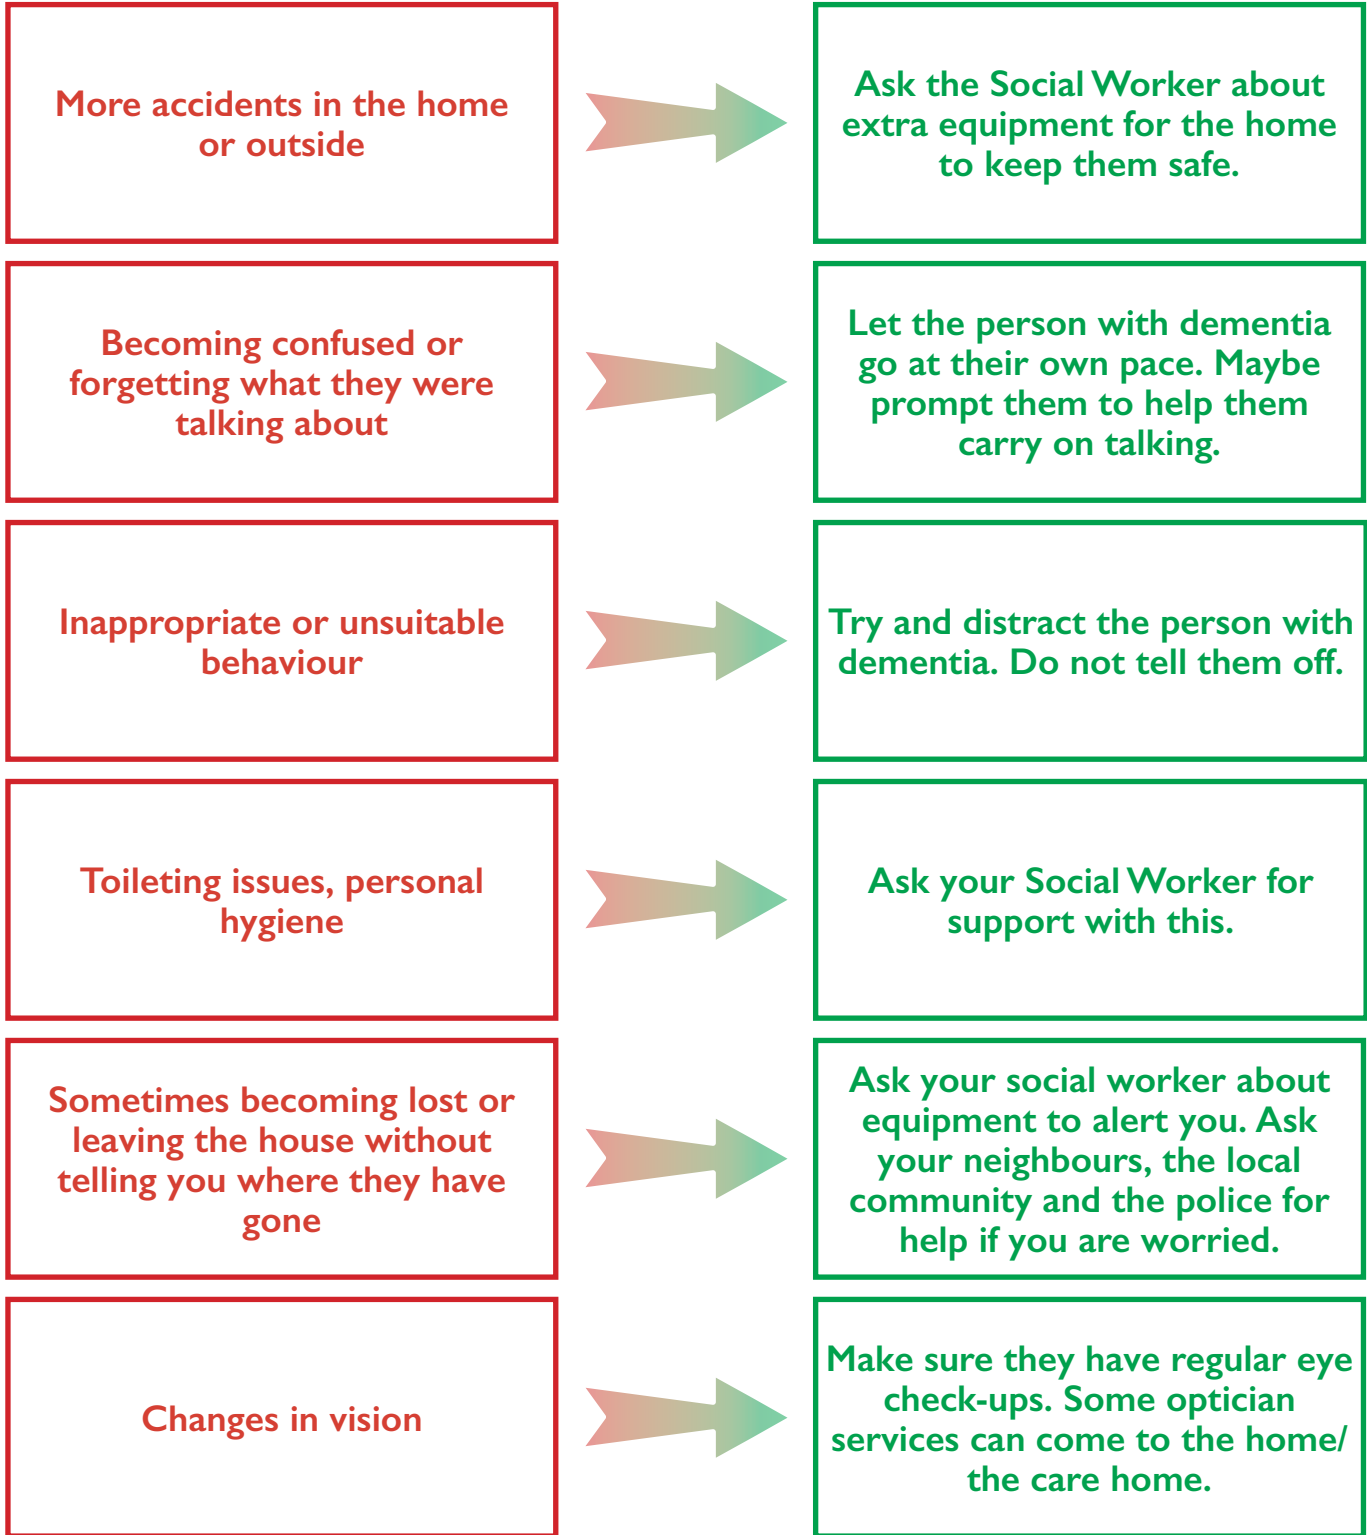 More accidents in the home
or outside
Ask the Social Worker about
extra equipment for the home
to keep them safe.
Becoming confused or
forgetting what they were
talking about
Let the person with dementia
go at their own pace. Maybe
prompt them to help them
carry on talking.
Inappropriate or unsuitable
behaviour
Try and distract the person with
dementia. Do not tell them off.
Toileting issues, personal
hygiene
Ask your Social Worker for
support with this.
Sometimes becoming lost or
leaving the house without
telling you where they have
gone
Ask your social worker about
equipment to alert you. Ask
your neighbours, the local
community and the police for
help if you are worried.
Changes in vision
Make sure they have regular eye
check-ups. Some optician
services can come to the home/
the care home.